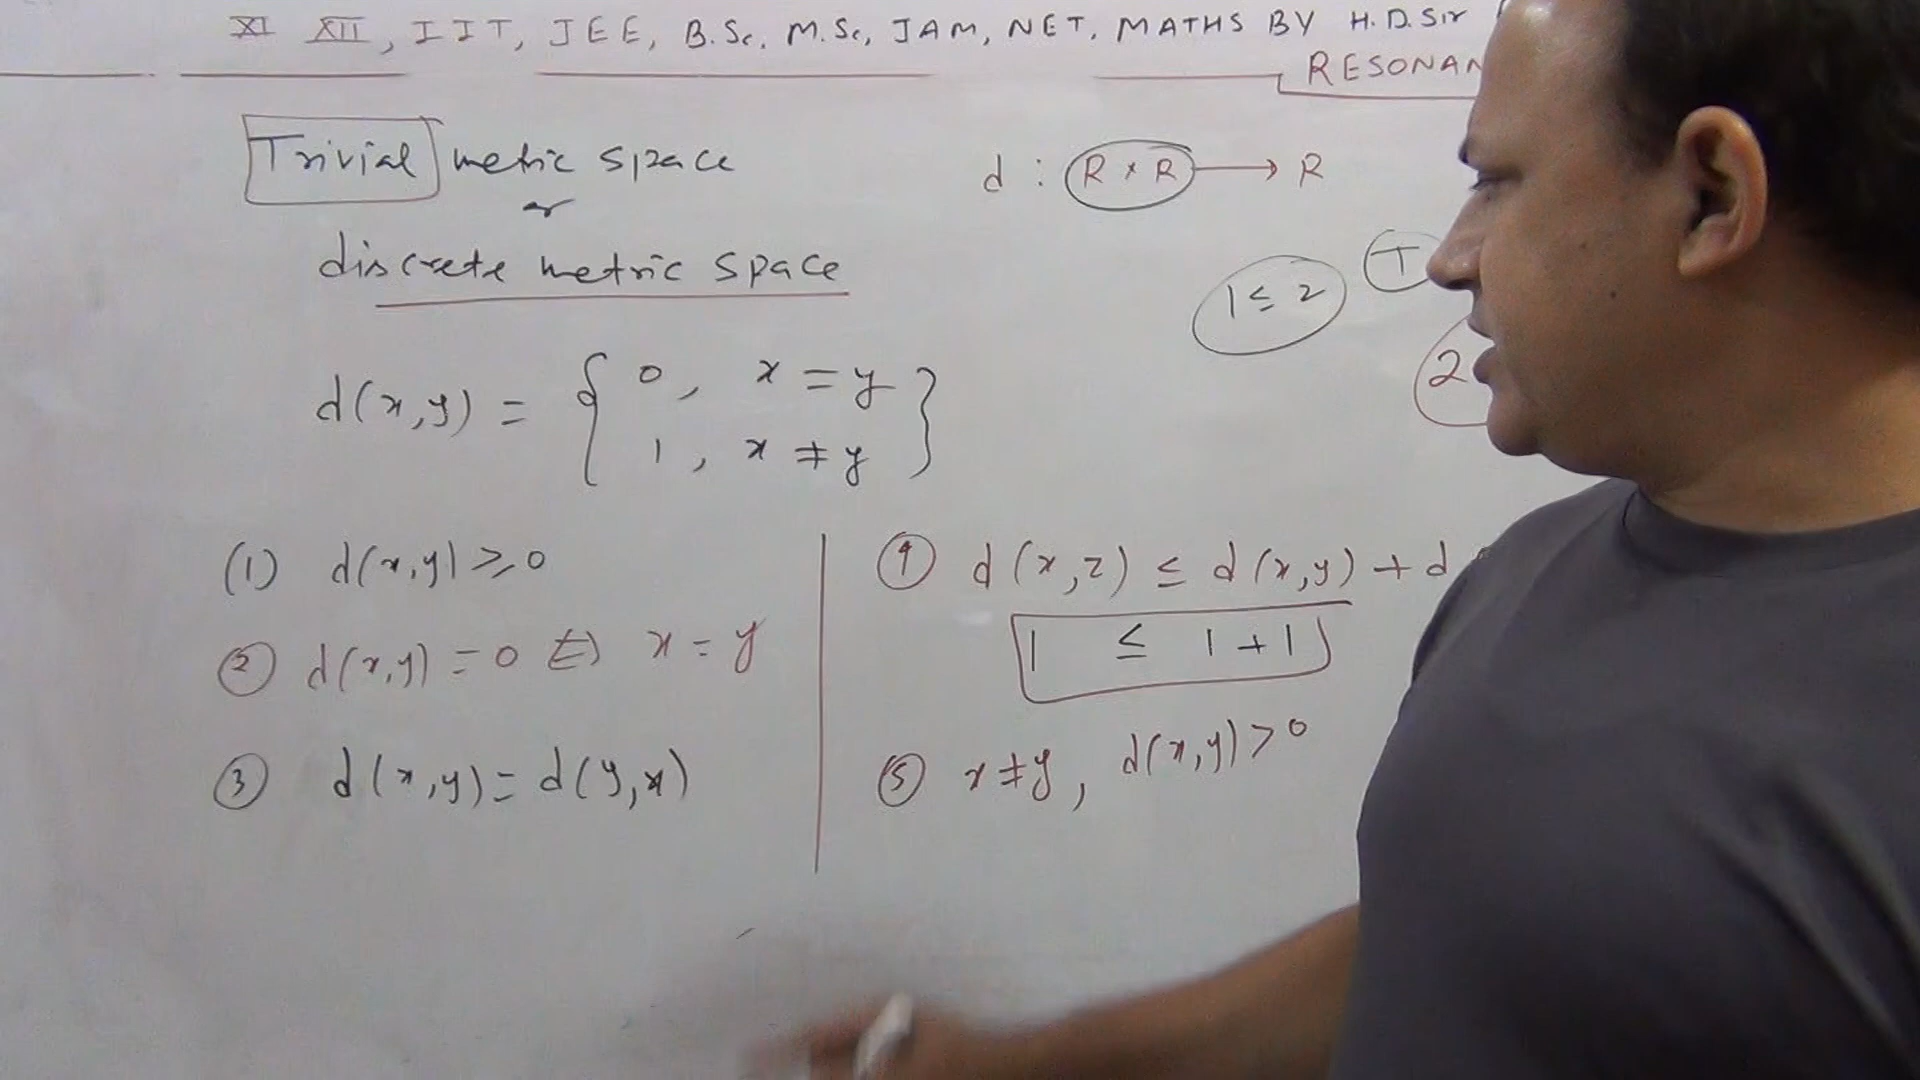 XI XII, IIT, JEE, B.Sc, M.Sc, JAM, NET, MATHS BY H.D.Sir
RESONAN
Trivial metric space
or
discrete metric space
d : R × R → R
1 ≤ 2
T
2
d(x,y) = { 0, x = y
1, x ≠ y }
(1) d(x,y) ≥ 0
② d(x,y) = 0 ⇔ x = y
③ d(x,y) = d(y,x)
④ d(x,z) ≤ d(x,y) + d
1 ≤ 1 + 1
⑤ x ≠ y, d(x,y) > 0